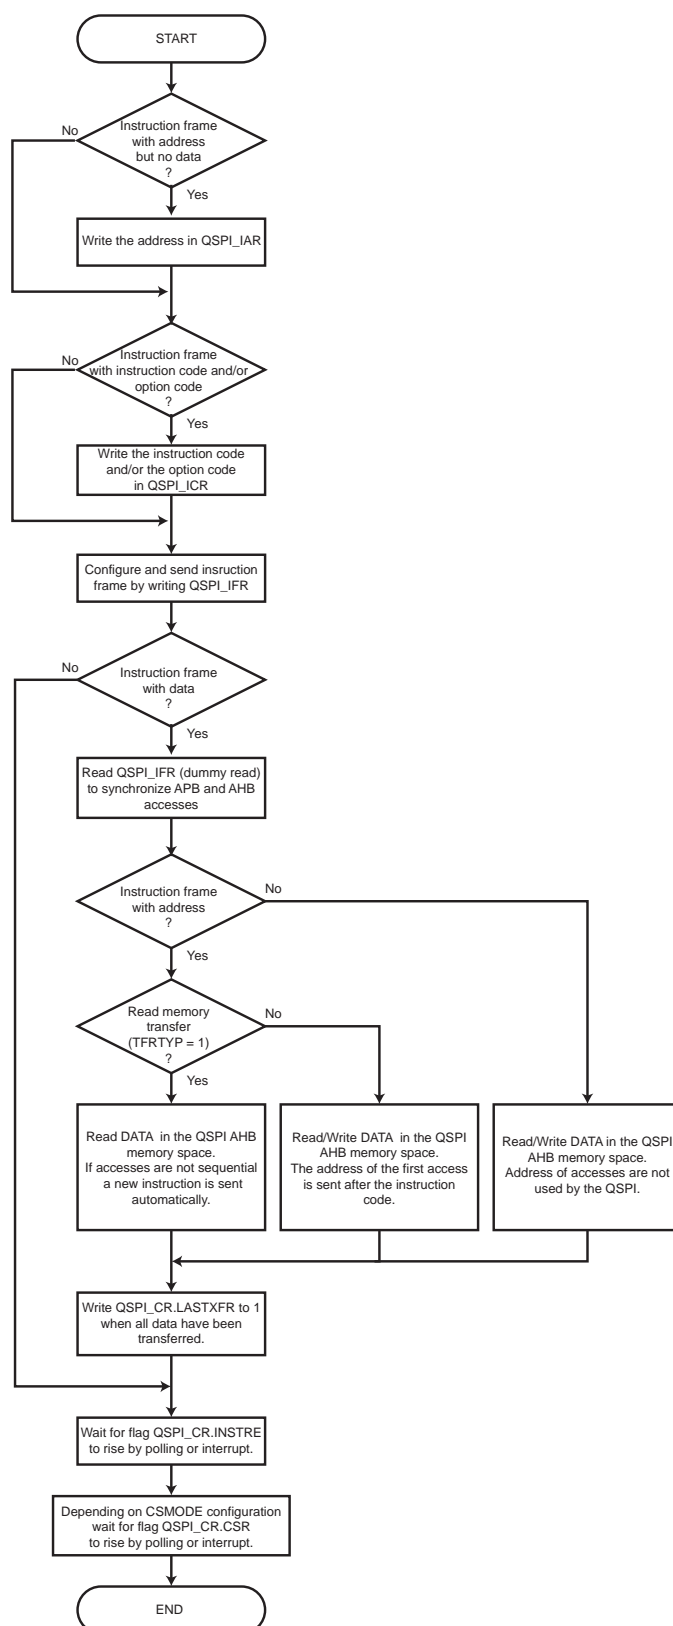 START
No
Instruction frame
with address
but no data
?
Yes
Write the address in QSPI_IAR
No
Instruction frame
with instruction code and/or
option code
?
Yes
Write the instruction code
and/or the option code
in QSPI_ICR
Configure and send insruction
frame by writing QSPI_IFR
No
Instruction frame
with data
?
Yes
Read QSPI_IFR (dummy read)
to synchronize APB and AHB
accesses
Instruction frame
with address
?
No
Yes
Read memory
transfer
(TFRTYP = 1)
?
No
Yes
Read DATA in the QSPI AHB
memory space.
If accesses are not sequential
a new instruction is sent
automatically.
Read/Write DATA in the QSPI
AHB memory space.
The address of the first access
is sent after the instruction
code.
Read/Write DATA in the QSPI
AHB memory space.
Address of accesses are not
used by the QSPI.
Write QSPI_CR.LASTXFR to 1
when all data have been
transferred.
Wait for flag QSPI_CR.INSTRE
to rise by polling or interrupt.
Depending on CSMODE configuration
wait for flag QSPI_CR.CSR
to rise by polling or interrupt.
END